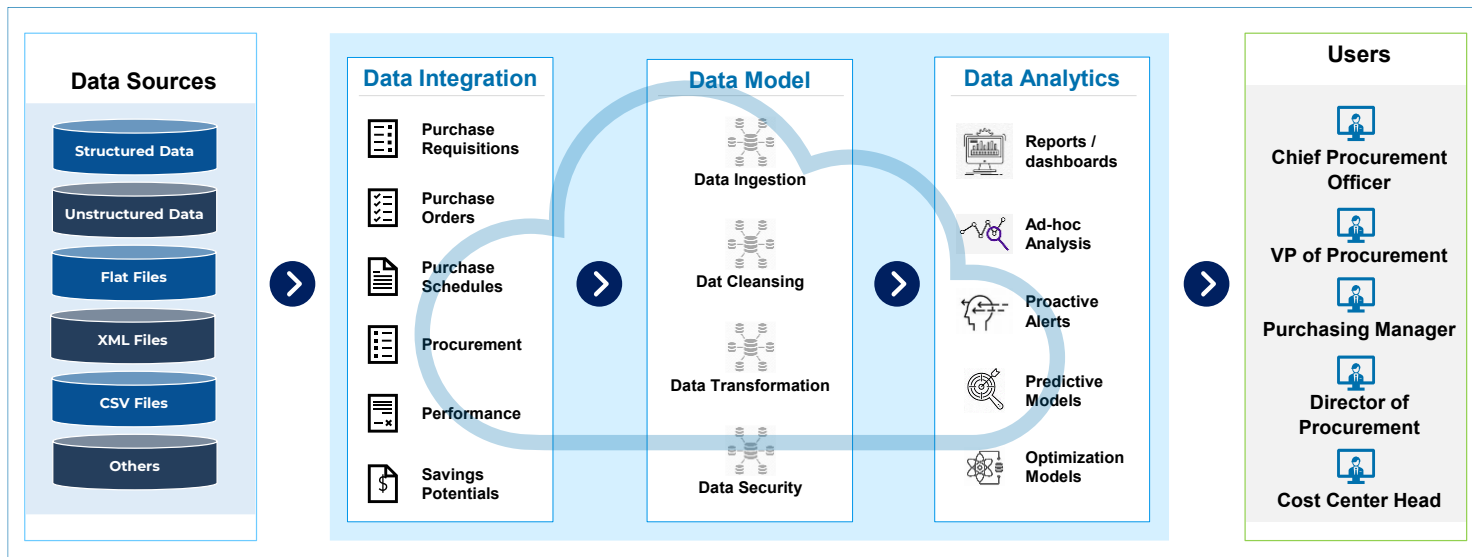 Data Sources
Structured Data
Unstructured Data
Flat Files
XML Files
CSV Files
Others
Data Integration
Purchase
Requisitions
Purchase
Orders
Purchase
Schedules
Procurement
Performance
Savings
Potentials
Data Model
Data Ingestion
Dat Cleansing
Data Transformation
Data Security
Data Analytics
Reports /
dashboards
Ad-hoc
Analysis
Proactive
Alerts
Predictive
Models
Optimization
Models
Users
Chief Procurement
Officer
VP of Procurement
Purchasing Manager
Director of
Procurement
Cost Center Head